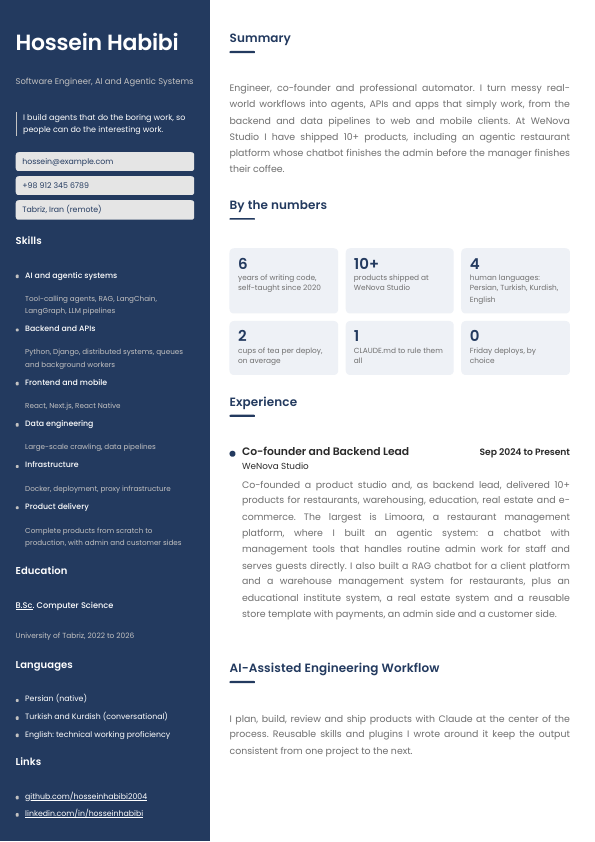 Hossein Habibi
Software Engineer, AI and Agentic Systems
I build agents that do the boring work, so
people can do the interesting work.
hossein@example.com
+98 912 345 6789
Tabriz, Iran (remote)
Skills
AI and agentic systems
Tool-calling agents, RAG, LangChain,
LangGraph, LLM pipelines
Backend and APIs
Python, Django, distributed systems, queues
and background workers
Frontend and mobile
React, Next.js, React Native
Data engineering
Large-scale crawling, data pipelines
Infrastructure
Docker, deployment, proxy infrastructure
Product delivery
Complete products from scratch to
production, with admin and customer sides
Education
B.Sc. Computer Science
University of Tabriz, 2022 to 2026
Languages
Persian (native)
Turkish and Kurdish (conversational)
English: technical working proficiency
Links
github.com/hosseinhabibi2004
linkedin.com/in/hosseinhabibi
Summary
Engineer, co-founder and professional automator. I turn messy real-
world workflows into agents, APIs and apps that simply work, from the
backend and data pipelines to web and mobile clients. At WeNova
Studio I have shipped 10+ products, including an agentic restaurant
platform whose chatbot finishes the admin before the manager finishes
their coffee.
By the numbers
6
years of writing code,
self-taught since 2020
10+
products shipped at
WeNova Studio
4
human languages:
Persian, Turkish, Kurdish,
English
2
cups of tea per deploy,
on average
1
CLAUDE.md to rule them
all
0
Friday deploys, by
choice
Experience
Co-founder and Backend Lead Sep 2024 to Present
WeNova Studio
Co-founded a product studio and, as backend lead, delivered 10+
products for restaurants, warehousing, education, real estate and e-
commerce. The largest is Limoora, a restaurant management
platform, where I built an agentic system: a chatbot with
management tools that handles routine admin work for staff and
serves guests directly. I also built a RAG chatbot for a client platform
and a warehouse management system for restaurants, plus an
educational institute system, a real estate system and a reusable
store template with payments, an admin side and a customer side.
AI-Assisted Engineering Workflow
I plan, build, review and ship products with Claude at the center of the
process. Reusable skills and plugins I wrote around it keep the output
consistent from one project to the next.